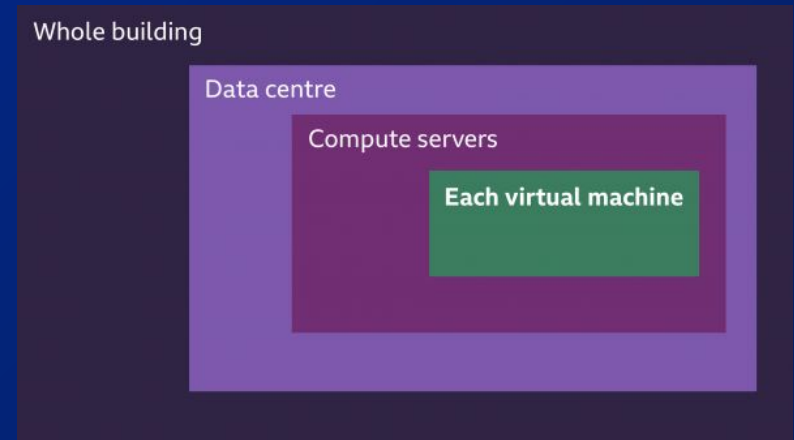 Whole building
Data centre
Compute servers
Each virtual machine